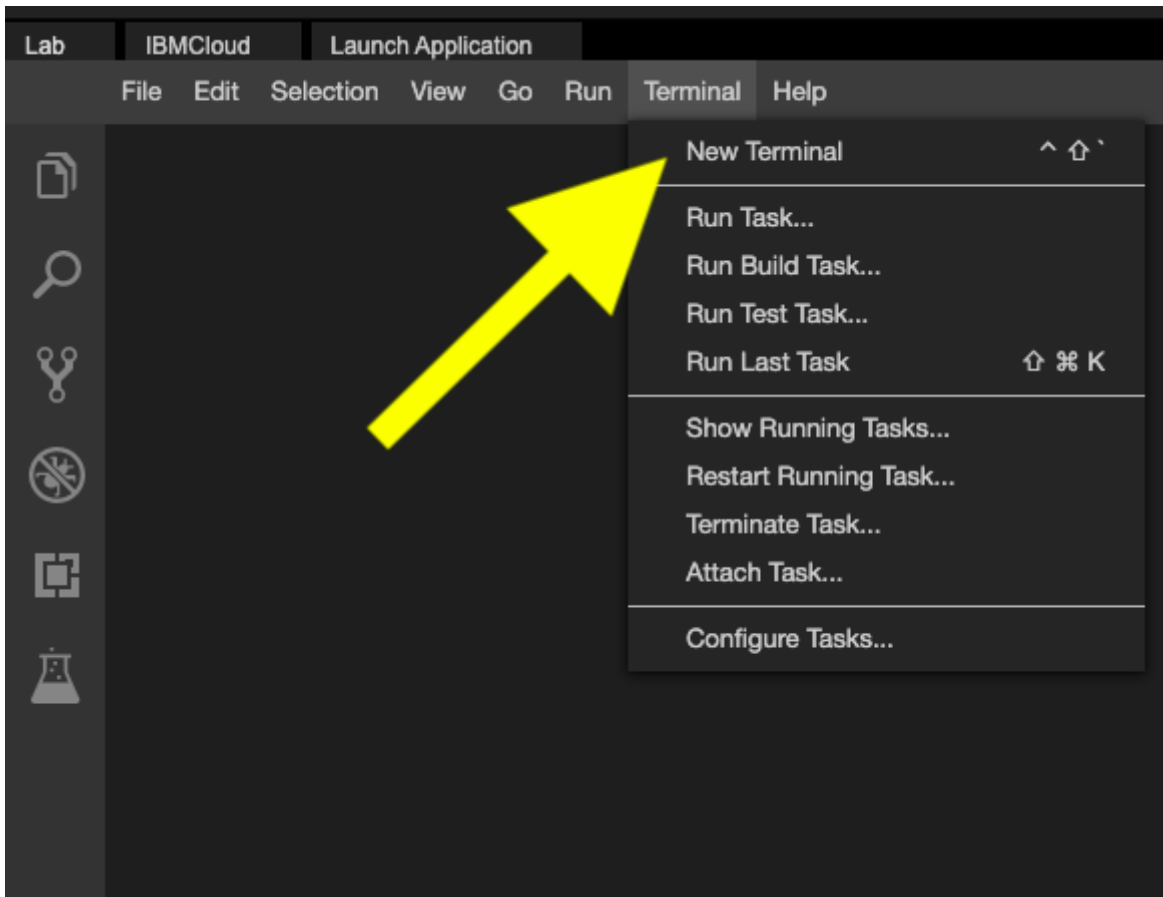 Lab IBMCloud Launch Application
File Edit Selection View Go Run Terminal Help
New Terminal ^ ⇧ `
Run Task...
Run Build Task...
Run Test Task...
Run Last Task ⇧ ⌘ K
Show Running Tasks...
Restart Running Task...
Terminate Task...
Attach Task...
Configure Tasks...